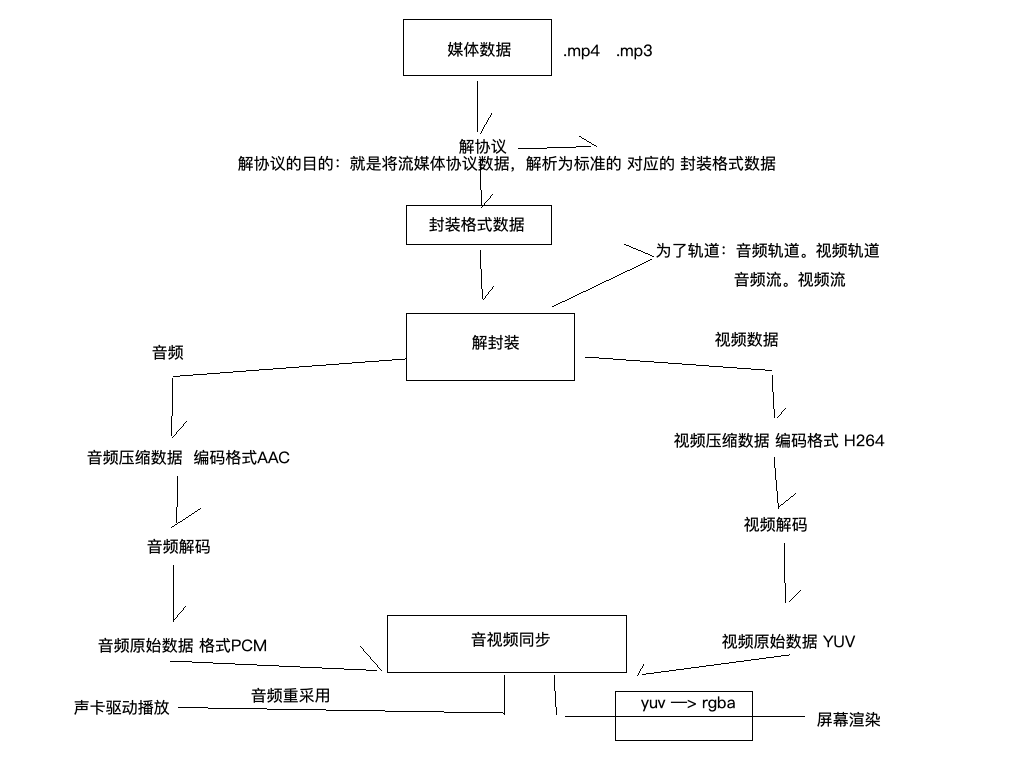 媒体数据
.mp4 .mp3
解协议
解协议的目的：就是将流媒体协议数据，解析为标准的 对应的 封装格式数据
封装格式数据
为了轨道：音频轨道。视频轨道
音频流。视频流
解封装
视频数据
音频
视频压缩数据 编码格式 H264
音频压缩数据 编码格式AAC
视频解码
音频解码
音视频同步
视频原始数据 YUV
音频原始数据 格式PCM
音频重采用
yuv —> rgba
声卡驱动播放
屏幕渲染